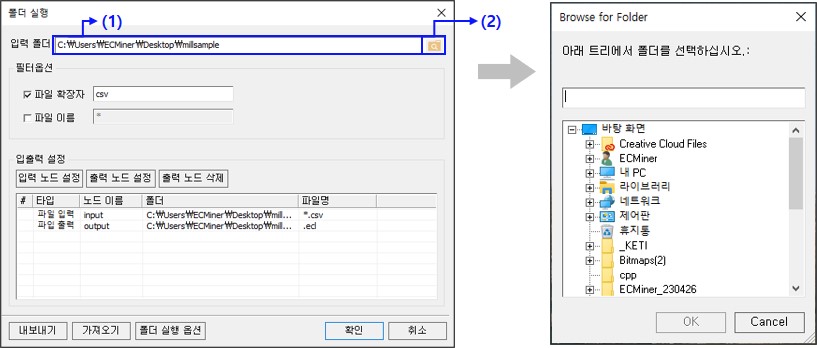 폴더 실행
(1)
(2)
입력 폴더 C:₩Users₩ECMiner₩Desktop₩millsample
필터옵션
파일 확장자 csv
파일 이름 *
입출력 설정
입력 노드 설정 출력 노드 설정 출력 노드 삭제
# 타입 노드 이름 폴더 파일명
파일 입력 input C:₩Users₩ECMiner₩Desktop₩mill... *.csv
파입 출력 output C:₩Users₩ECMiner₩Desktop₩mill... .ecl
내보내기 가져오기 폴더 실행 옵션 확인 취소
Browse for Folder
아래 트리에서 폴더를 선택하십시오.:
바탕 화면
Creative Cloud Files
ECMiner
내 PC
라이브러리
네트워크
제어판
휴지통
_KETI
Bitmaps(2)
cpp
ECMiner_230426
OK Cancel